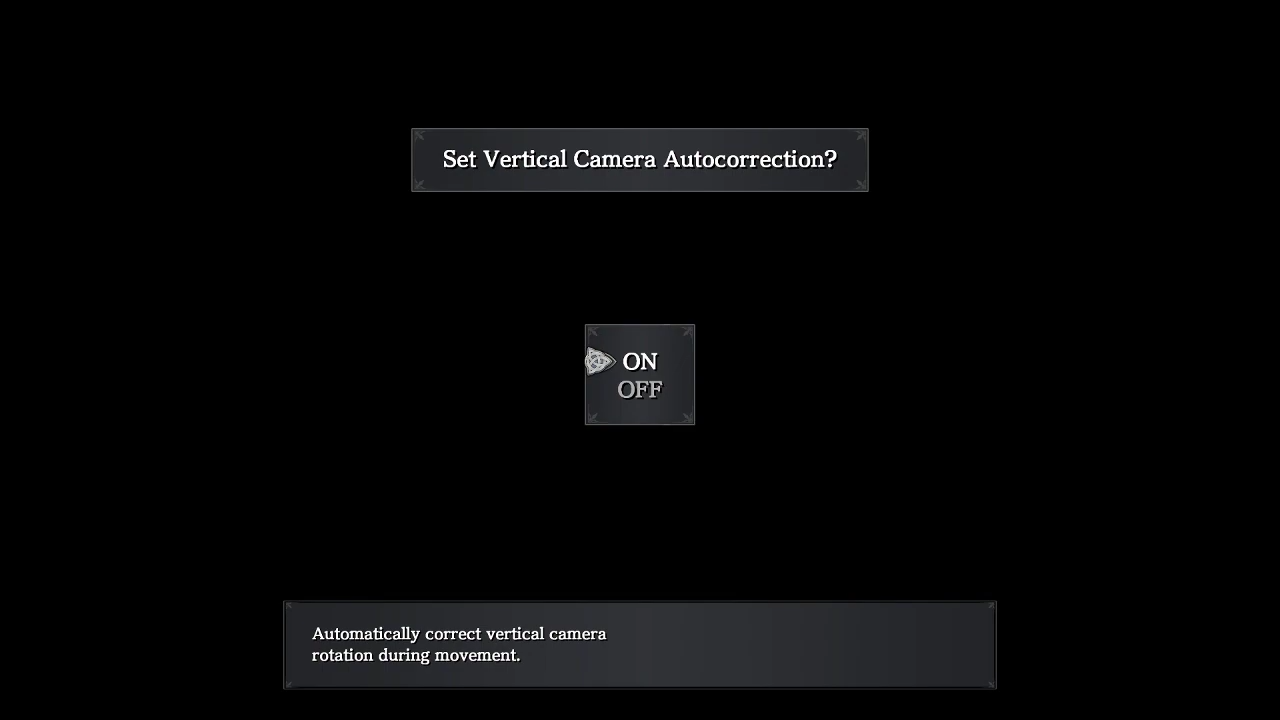 Set Vertical Camera Autocorrection?
ON
OFF
Automatically correct vertical camera
rotation during movement.